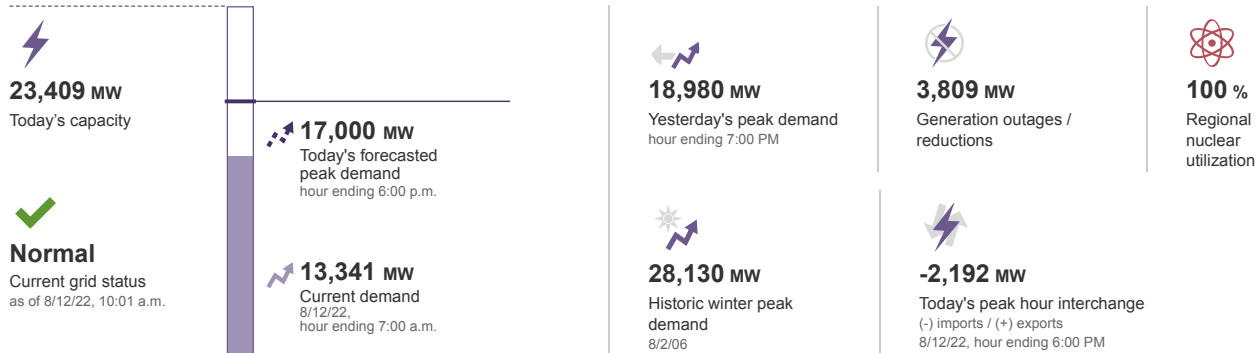 23,409 MW
Today's capacity
Normal
Current grid status
as of 8/12/22, 10:01 a.m.
17,000 MW
Today's forecasted
peak demand
hour ending 6:00 p.m.
13,341 MW
Current demand
8/12/22,
hour ending 7:00 a.m.
18,980 MW
Yesterday's peak demand
hour ending 7:00 PM
3,809 MW
Generation outages /
reductions
100 %
Regional
nuclear
utilization
28,130 MW
Historic winter peak
demand
8/2/06
-2,192 MW
Today's peak hour interchange
(-) imports / (+) exports
8/12/22, hour ending 6:00 PM